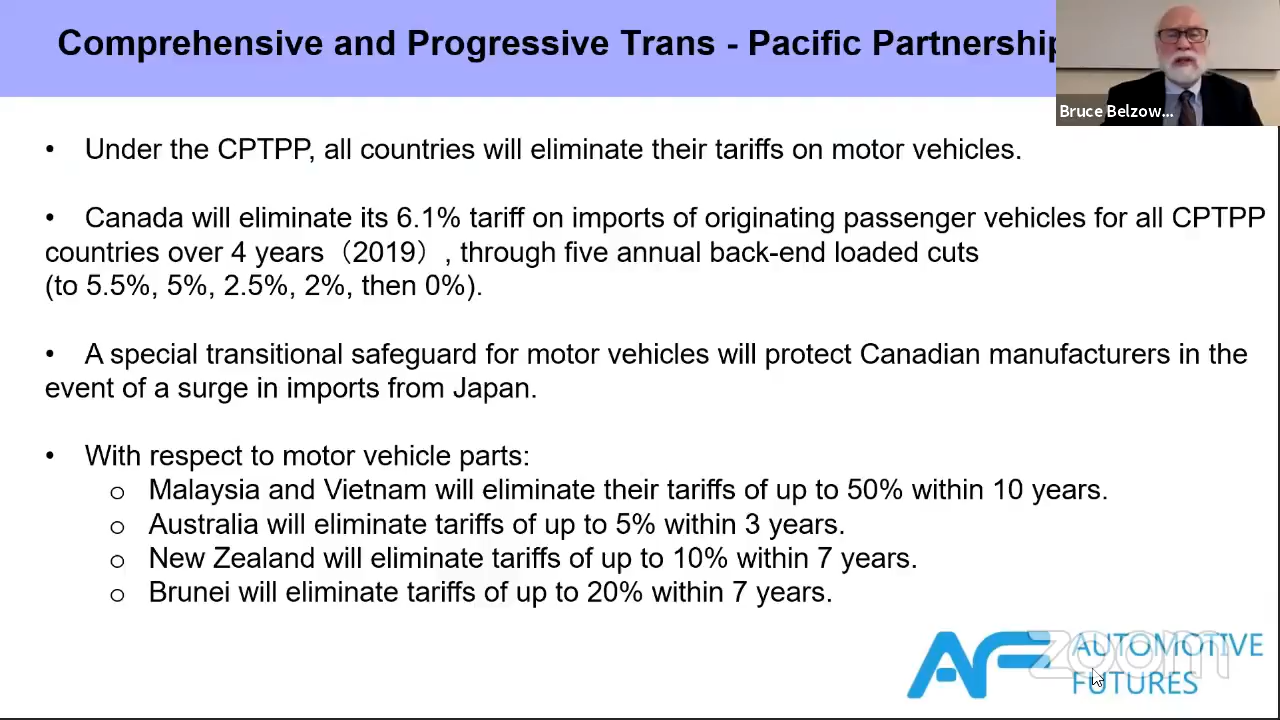 Comprehensive and Progressive Trans - Pacific Partnership
Bruce Belzow...
• Under the CPTPP, all countries will eliminate their tariffs on motor vehicles.
• Canada will eliminate its 6.1% tariff on imports of originating passenger vehicles for all CPTPP
countries over 4 years（2019）, through five annual back-end loaded cuts
(to 5.5%, 5%, 2.5%, 2%, then 0%).
• A special transitional safeguard for motor vehicles will protect Canadian manufacturers in the
event of a surge in imports from Japan.
• With respect to motor vehicle parts:
o Malaysia and Vietnam will eliminate their tariffs of up to 50% within 10 years.
o Australia will eliminate tariffs of up to 5% within 3 years.
o New Zealand will eliminate tariffs of up to 10% within 7 years.
o Brunei will eliminate tariffs of up to 20% within 7 years.
AF AUTOMOTIVE
FUTURES
zoom